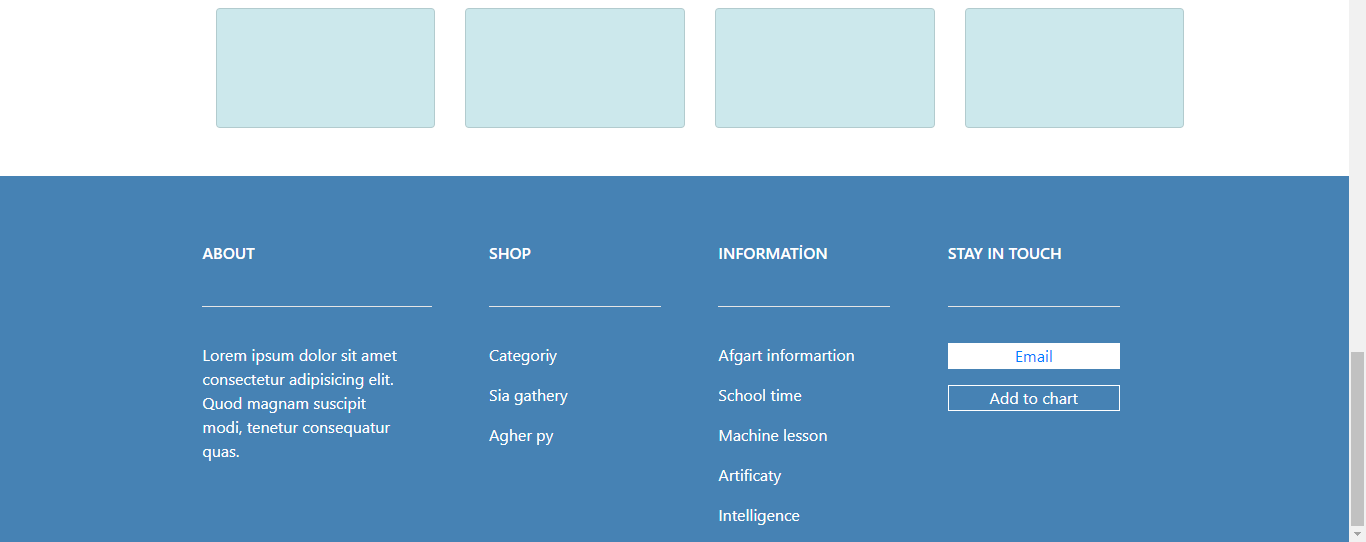 ABOUT
Lorem ipsum dolor sit amet
consectetur adipisicing elit.
Quod magnam suscipit
modi, tenetur consequatur
quas.
SHOP
Categoriy
Sia gathery
Agher py
INFORMATİON
Afgart informartion
School time
Machine lesson
Artificaty
Intelligence
STAY IN TOUCH
Email
Add to chart